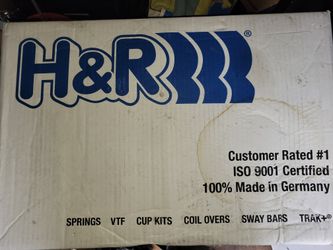 H&R®
Customer Rated #1
ISO 9001 Certified
100% Made in Germany
SPRINGS VTF CUP KITS COIL OVERS SWAY BARS TRAK+®